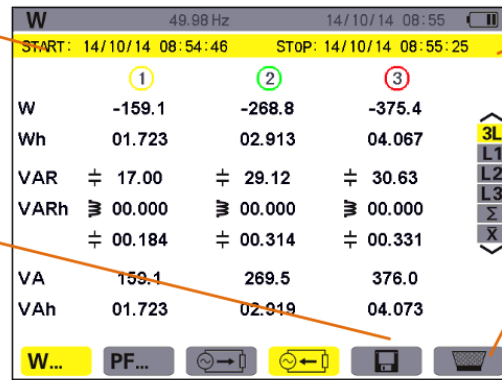 W 49.98 Hz 14/10/14 08:55
START: 14/10/14 08:54:46 STOP: 14/10/14 08:55:25
1 2 3
W -159.1 -268.8 -375.4
Wh 01.723 02.913 04.067
3L
L1
VAR 17.00 29.12 30.63
L2
L3
VARh 00.000 00.000 00.000
Σ
00.184 00.314 00.331
x̄
VA 159.1 269.5 376.0
VAh 01.723 02.919 04.073
W... PF...